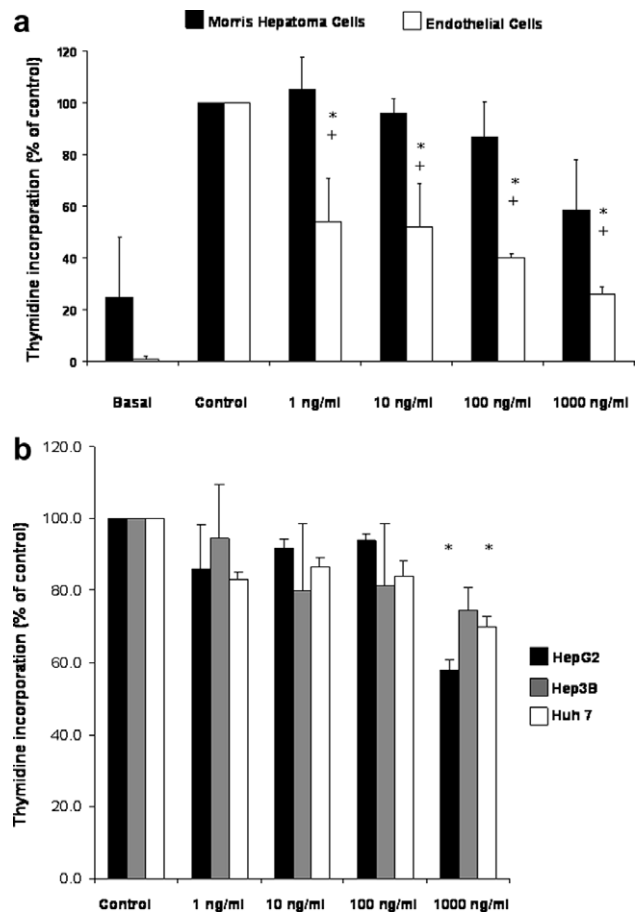 a
Morris Hepatoma Cells
Endothelial Cells
Thymidine incorporation (% of control)
120
100
80
60
40
20
0
*
+
*
+
*
+
*
+
Basal Control 1 ng/ml 10 ng/ml 100 ng/ml 1000 ng/ml
b
Thymidine incorporation (% of control)
120.0
100.0
80.0
60.0
40.0
20.0
0.0
* *
HepG2
Hep3B
Huh 7
Control 1 ng/ml 10 ng/ml 100 ng/ml 1000 ng/ml